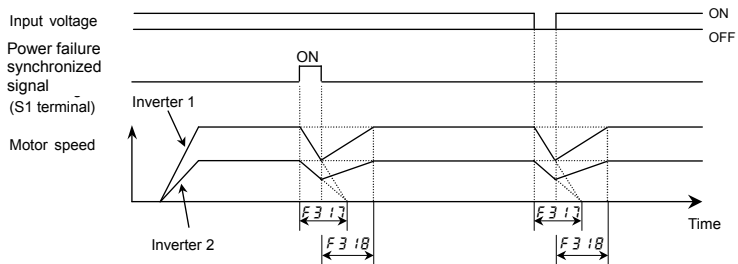 Input voltage
ON
OFF
Power failure
synchronized
signal
(S1 terminal)
ON
Inverter 1
Motor speed
Inverter 2
F317
F318
F317
F318
Time